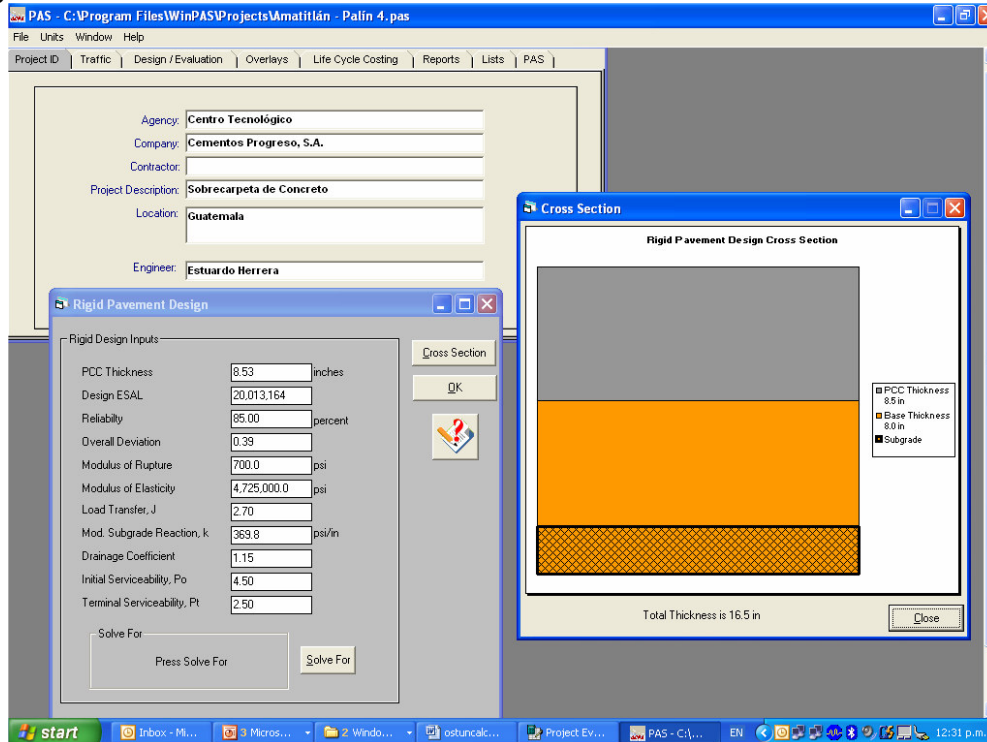 PAS - C:\Program Files\WinPAS\Projects\Amatitlán - Palín 4.pas
File Units Window Help
Project ID Traffic Design / Evaluation Overlays Life Cycle Costing Reports Lists PAS
Agency: Centro Tecnológico
Company: Cementos Progreso, S.A.
Contractor:
Project Description: Sobrecarpeta de Concreto
Location: Guatemala
Engineer: Estuardo Herrera
Rigid Pavement Design
Rigid Design Inputs
PCC Thickness 8.53 inches
Design ESAL 20,013,164
Reliabilty 85.00 percent
Overall Deviation 0.39
Modulus of Rupture 700.0 psi
Modulus of Elasticity 4,725,000.0 psi
Load Transfer, J 2.70
Mod. Subgrade Reaction, k 369.8 psi/in
Drainage Coefficient 1.15
Initial Serviceability, Po 4.50
Terminal Serviceability, Pt 2.50
Solve For
Press Solve For
Solve For
Cross Section
OK
Cross Section
Rigid Pavement Design Cross Section
PCC Thickness
8.5 in
Base Thickness
8.0 in
Subgrade
Total Thickness is 16.5 in
Close
start Inbox - Mi... 3 Micros... 2 Windo... ostuncalc... Project Ev... PAS - C:\... EN 12:31 p.m.